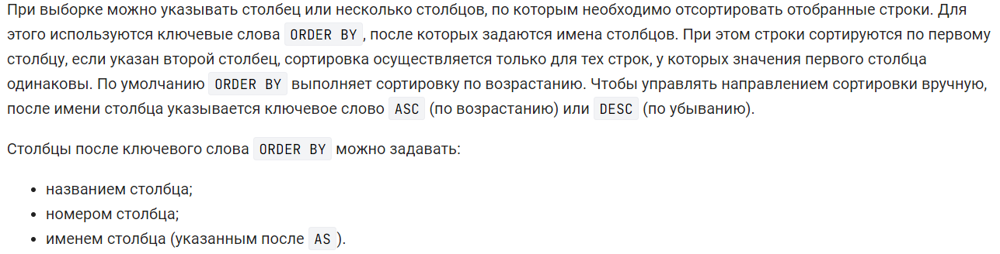 При выборке можно указывать столбец или несколько столбцов, по которым необходимо отсортировать отобранные строки. Для
этого используются ключевые слова ORDER BY, после которых задаются имена столбцов. При этом строки сортируются по первому
столбцу, если указан второй столбец, сортировка осуществляется только для тех строк, у которых значения первого столбца
одинаковы. По умолчанию ORDER BY выполняет сортировку по возрастанию. Чтобы управлять направлением сортировки вручную,
после имени столбца указывается ключевое слово ASC (по возрастанию) или DESC (по убыванию).
Столбцы после ключевого слова ORDER BY можно задавать:
• названием столбца;
• номером столбца;
• именем столбца (указанным после AS).